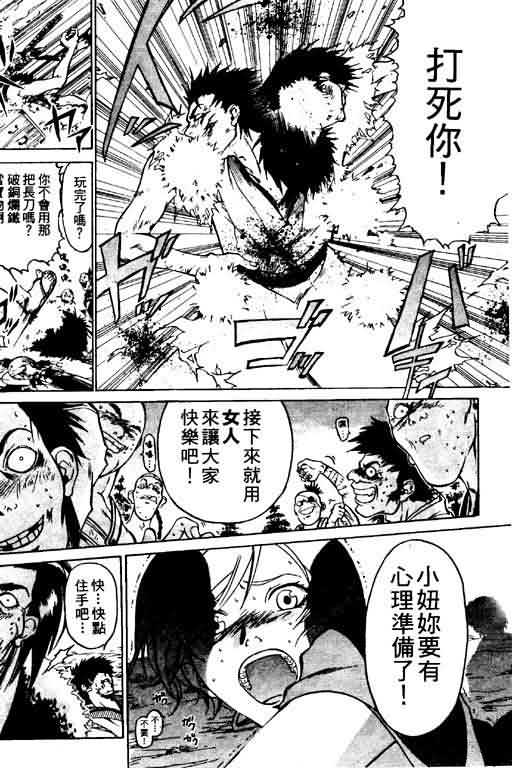 打死你！
玩完了嗎？
你不會用那
把長刀嗎？
破銅爛鐵
接下來就用
女人
來讓大家
快樂吧！
小妞妳要有
心理準備了！
不…
不要！
快…快點
住手吧…